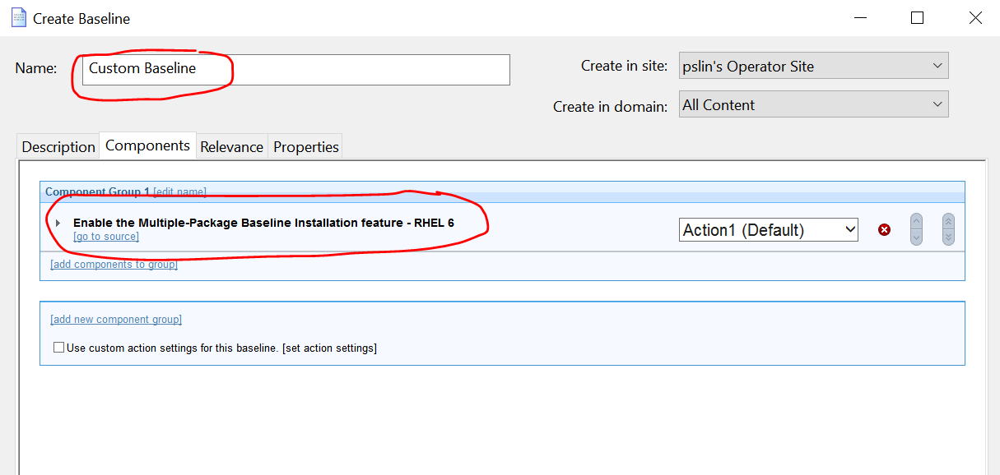 Create Baseline
Name:
Custom Baseline
Create in site:
pslin's Operator Site
Create in domain:
All Content
Description
Components
Relevance
Properties
Component Group 1 [edit name]
Enable the Multiple-Package Baseline Installation feature - RHEL 6
[go to source]
Action1 (Default)
[add components to group]
[add new component group]
Use custom action settings for this baseline. [set action settings]